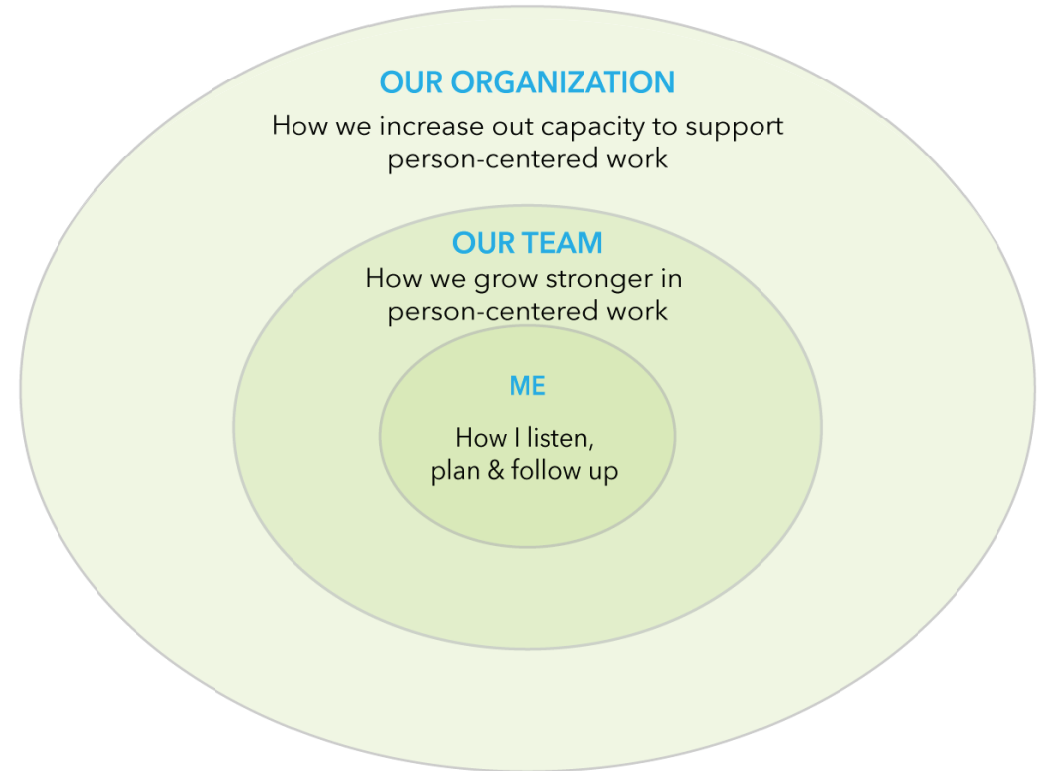 OUR ORGANIZATION
How we increase out capacity to support
person-centered work
OUR TEAM
How we grow stronger in
person-centered work
ME
How I listen,
plan & follow up